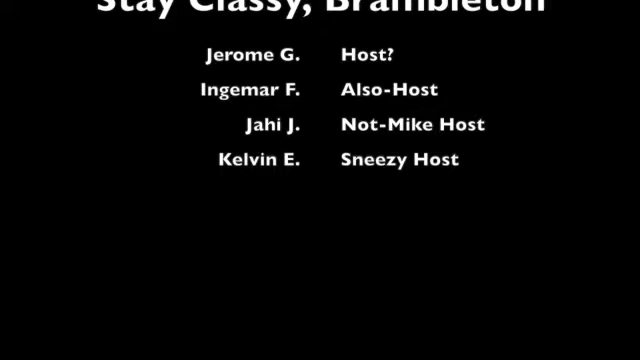 Stay Classy, Brambleton
Jerome G. Host?
Ingemar F. Also-Host
Jahi J. Not-Mike Host
Kelvin E. Sneezy Host